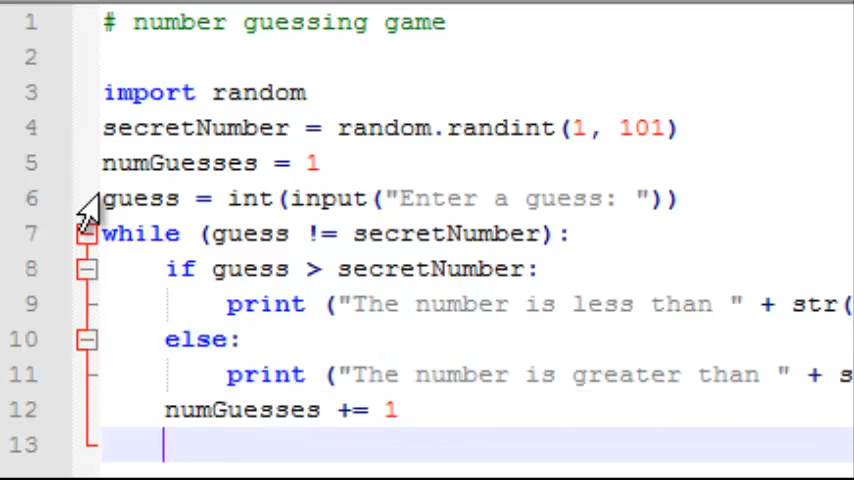 1 # number guessing game
2
3 import random
4 secretNumber = random.randint(1, 101)
5 numGuesses = 1
6 guess = int(input("Enter a guess: "))
7 while (guess != secretNumber):
8 if guess > secretNumber:
9 print ("The number is less than " + str(
10 else:
11 print ("The number is greater than " + s
12 numGuesses += 1
13